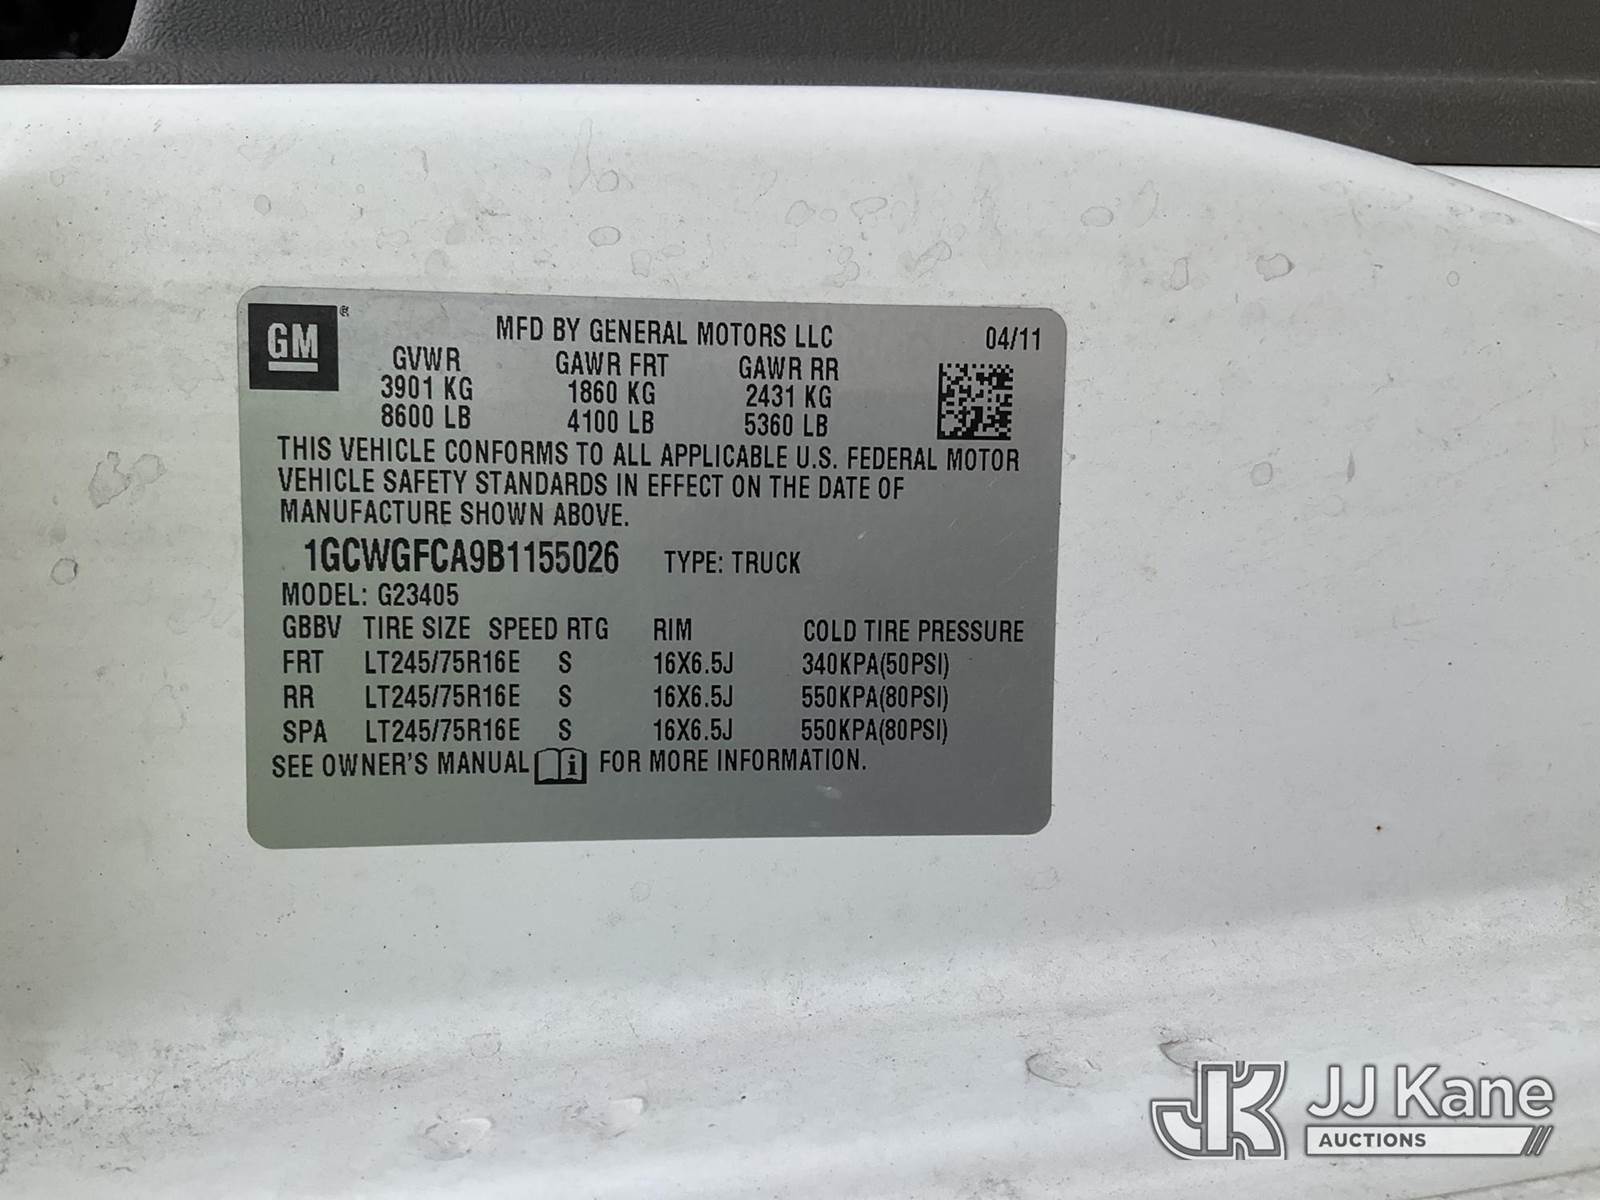 GM®
MFD BY GENERAL MOTORS LLC 04/11
GVWR GAWR FRT GAWR RR
3901 KG 1860 KG 2431 KG
8600 LB 4100 LB 5360 LB
THIS VEHICLE CONFORMS TO ALL APPLICABLE U.S. FEDERAL MOTOR
VEHICLE SAFETY STANDARDS IN EFFECT ON THE DATE OF
MANUFACTURE SHOWN ABOVE.
1GCWGFCA9B1155026 TYPE: TRUCK
MODEL: G23405
GBBV TIRE SIZE SPEED RTG RIM COLD TIRE PRESSURE
FRT LT245/75R16E S 16X6.5J 340KPA(50PSI)
RR LT245/75R16E S 16X6.5J 550KPA(80PSI)
SPA LT245/75R16E S 16X6.5J 550KPA(80PSI)
SEE OWNER'S MANUAL i FOR MORE INFORMATION.
JK JJ Kane
AUCTIONS